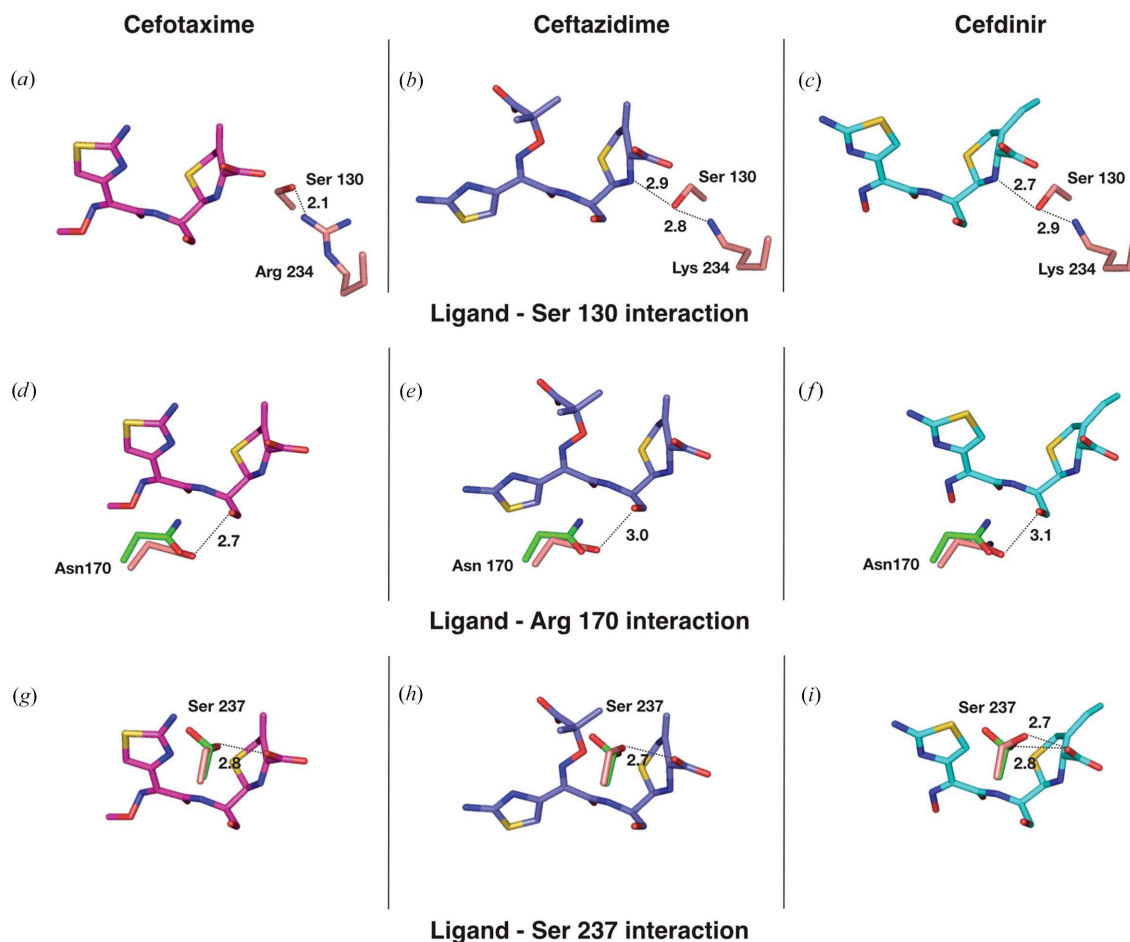 Cefotaxime
Ceftazidime
Cefdinir
(a)
Ser 130
2.1
Arg 234
(b)
2.9
Ser 130
2.8
Lys 234
(c)
2.7
Ser 130
2.9
Lys 234
Ligand - Ser 130 interaction
(d)
2.7
Asn170
(e)
3.0
Asn 170
(f)
3.1
Asn170
Ligand - Arg 170 interaction
(g)
Ser 237
2.8
(h)
Ser 237
2.7
(i)
Ser 237
2.7
2.8
Ligand - Ser 237 interaction